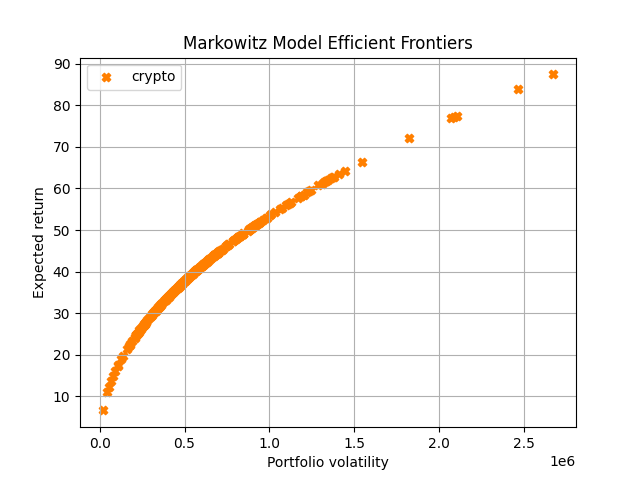 Markowitz Model Efficient Frontiers
crypto
Expected return
90
80
70
60
50
40
30
20
10
0.0 0.5 1.0 1.5 2.0 2.5
1e6
Portfolio volatility